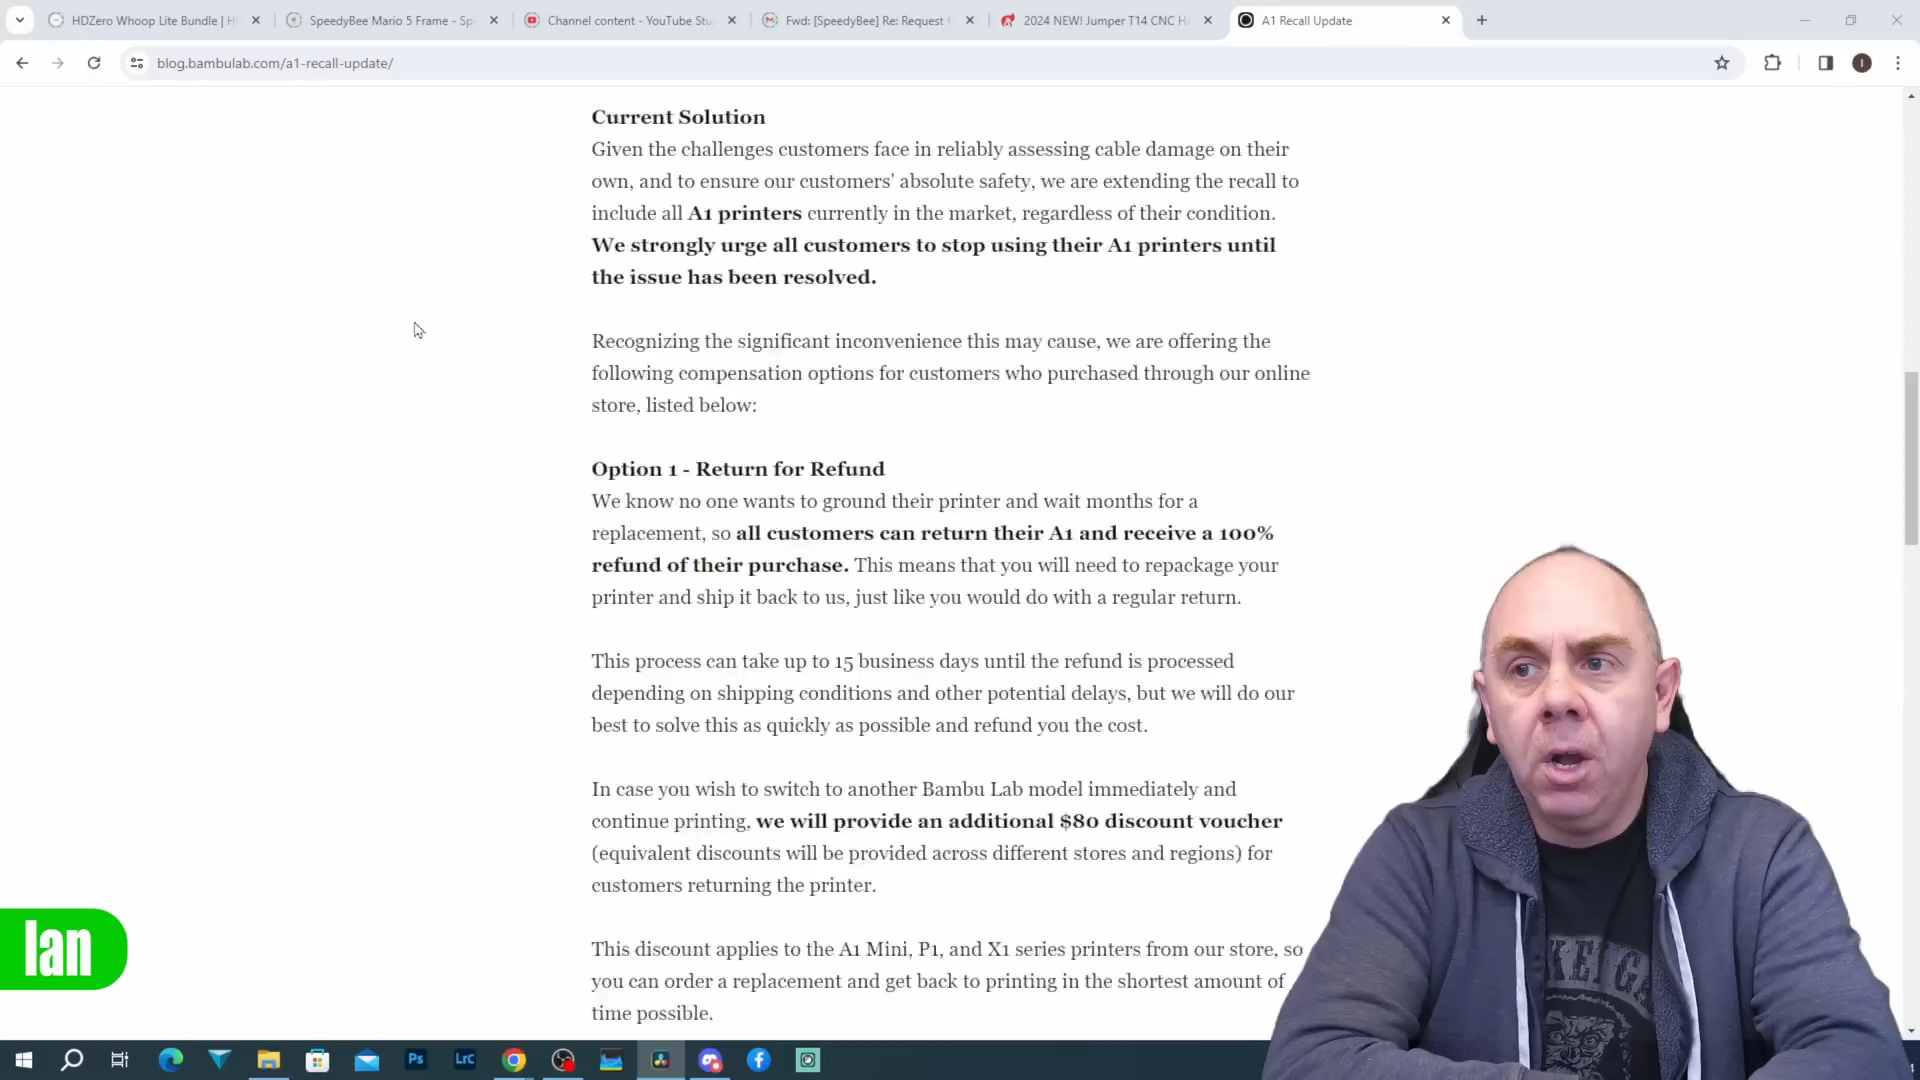 HDZero Whoop Lite Bundle | H
SpeedyBee Mario 5 Frame - Sp
Channel content - YouTube Stu
Fwd: [SpeedyBee] Re: Request f
2024 NEW! Jumper T14 CNC H
A1 Recall Update
blog.bambulab.com/a1-recall-update/
I
Current Solution
Given the challenges customers face in reliably assessing cable damage on their
own, and to ensure our customers' absolute safety, we are extending the recall to
include all A1 printers currently in the market, regardless of their condition.
We strongly urge all customers to stop using their A1 printers until
the issue has been resolved.
Recognizing the significant inconvenience this may cause, we are offering the
following compensation options for customers who purchased through our online
store, listed below:
Option 1 - Return for Refund
We know no one wants to ground their printer and wait months for a
replacement, so all customers can return their A1 and receive a 100%
refund of their purchase. This means that you will need to repackage your
printer and ship it back to us, just like you would do with a regular return.
This process can take up to 15 business days until the refund is processed
depending on shipping conditions and other potential delays, but we will do our
best to solve this as quickly as possible and refund you the cost.
In case you wish to switch to another Bambu Lab model immediately and
continue printing, we will provide an additional $80 discount voucher
(equivalent discounts will be provided across different stores and regions) for
customers returning the printer.
This discount applies to the A1 Mini, P1, and X1 series printers from our store, so
you can order a replacement and get back to printing in the shortest amount of
time possible.
Ian
Ps
LrC